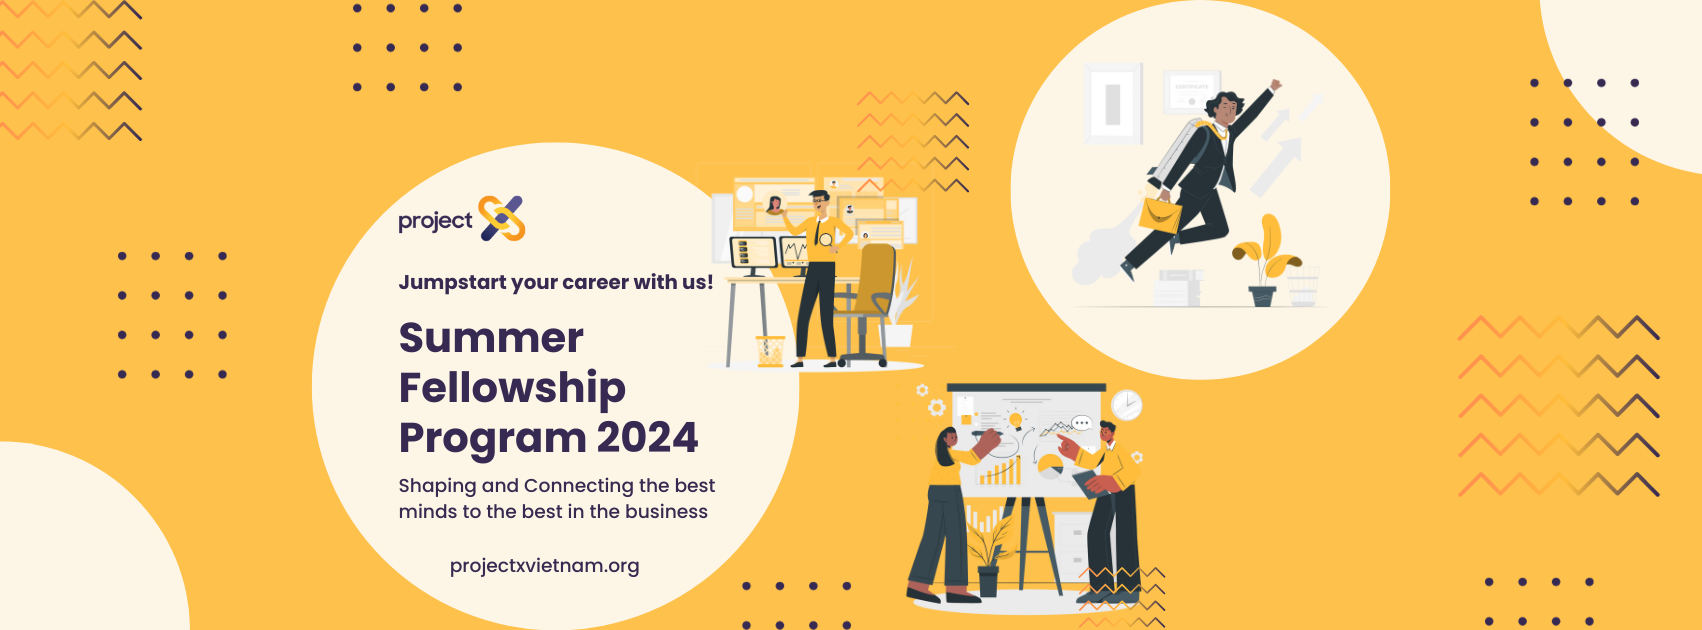 project
Jumpstart your career with us!
Summer
Fellowship
Program 2024
Shaping and Connecting the best
minds to the best in the business
projectxvietnam.org
CERTIFICATE